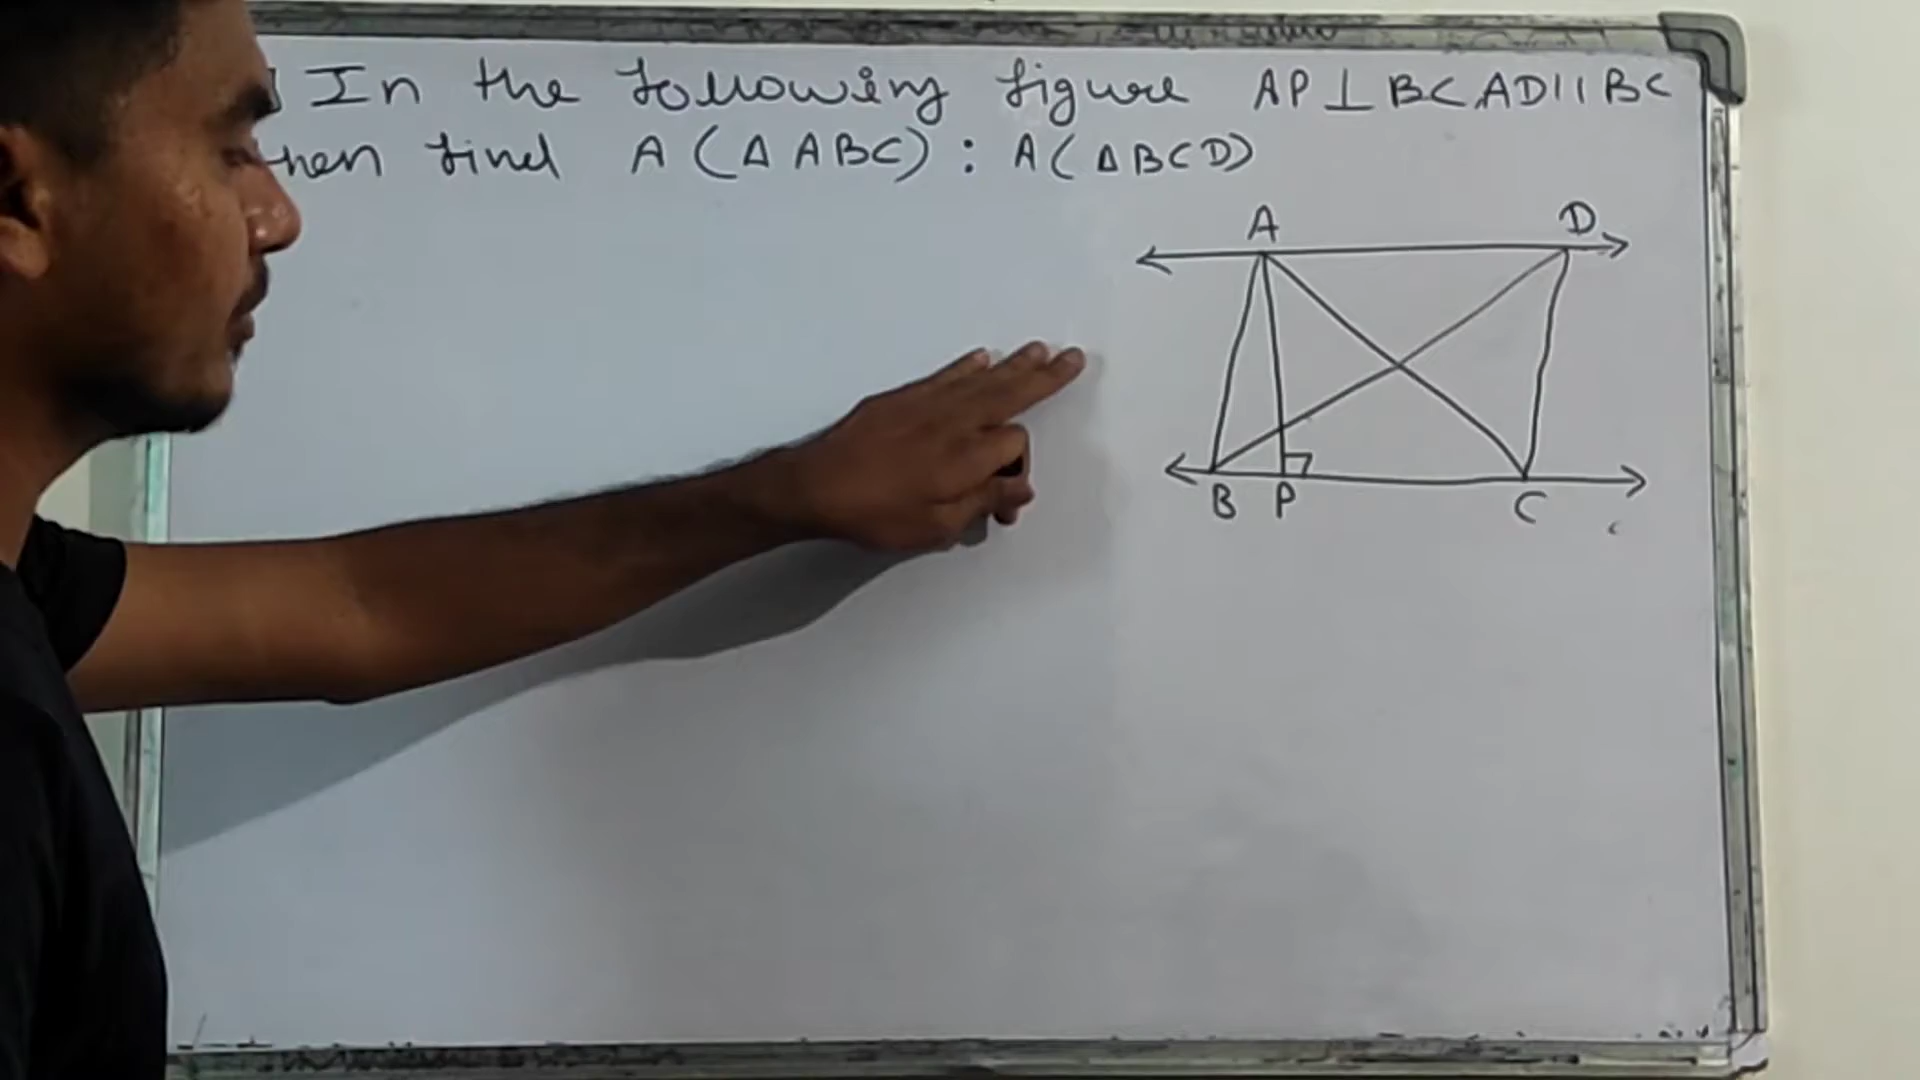 In the following figure AP ⊥ BC, AD || BC
then find A (Δ ABC) : A (Δ BCD)
A D
B P C